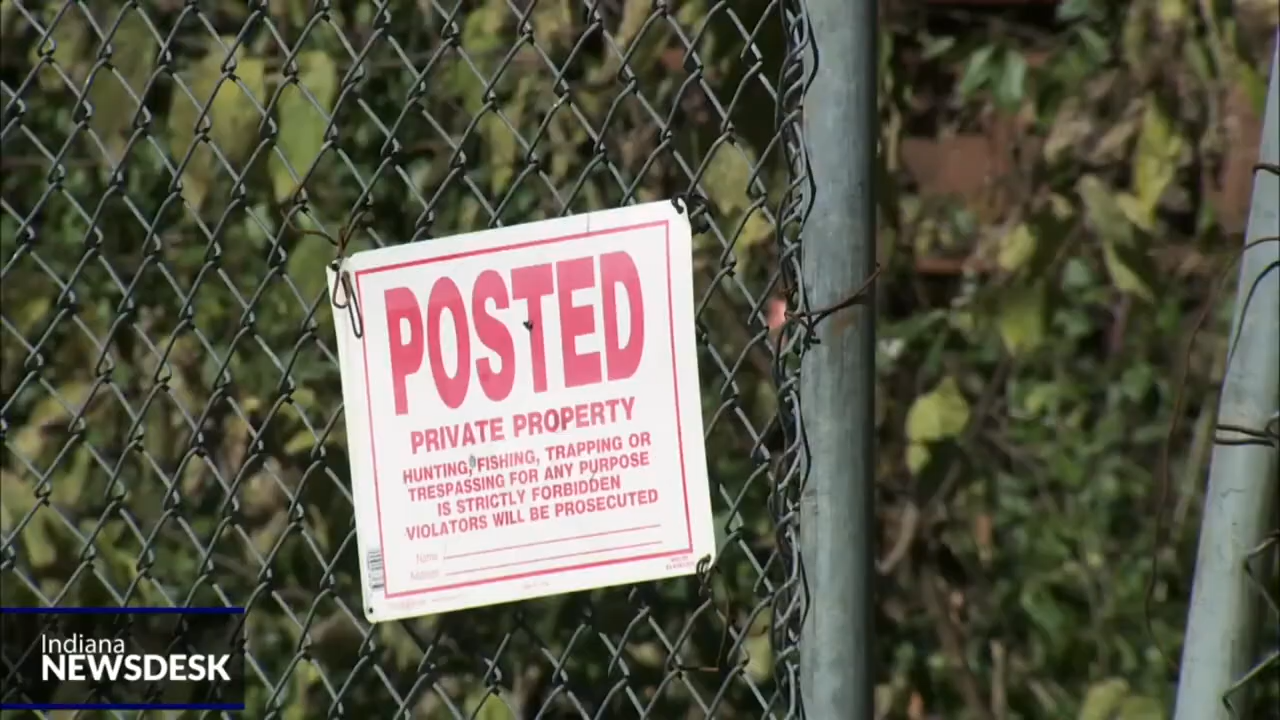 POSTED
PRIVATE PROPERTY
HUNTING, FISHING, TRAPPING OR
TRESPASSING FOR ANY PURPOSE
IS STRICTLY FORBIDDEN
VIOLATORS WILL BE PROSECUTED
Name
Address
Indiana
NEWSDESK